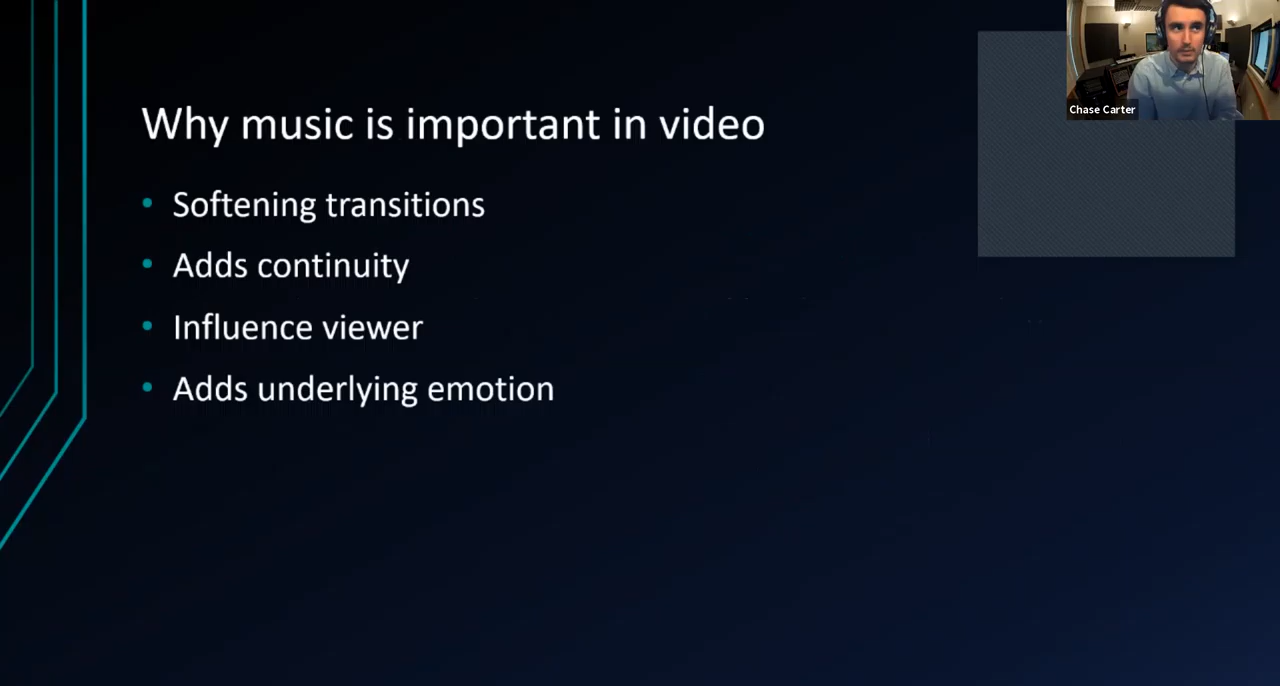 Chase Carter
Why music is important in video
Softening transitions
Adds continuity
Influence viewer
Adds underlying emotion